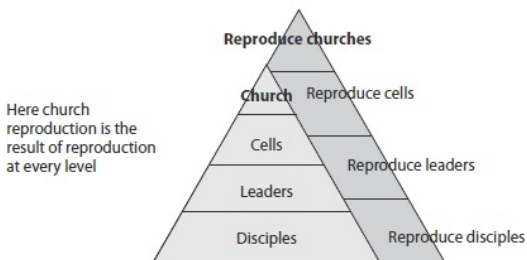 Reproduce churches
Church
Reproduce cells
Here church
reproduction is the
result of reproduction
at every level
Cells
Reproduce leaders
Leaders
Disciples
Reproduce disciples